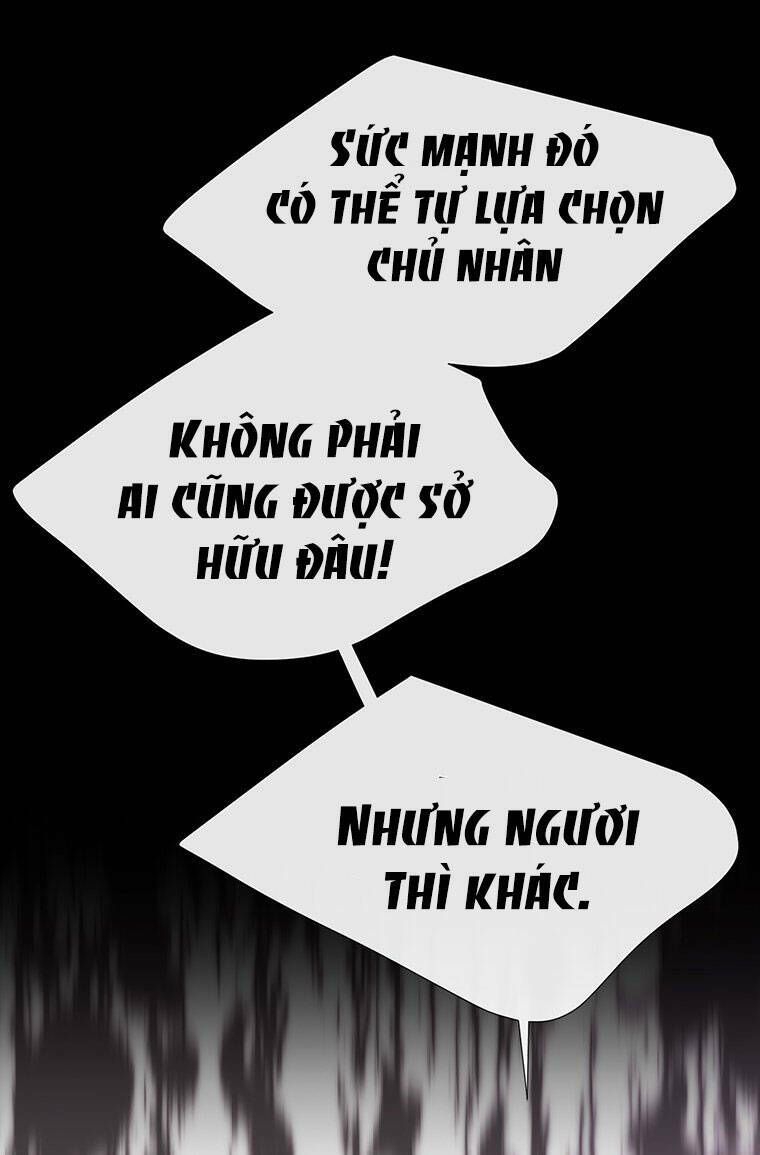 Sức mạnh đó
có thể tự lựa chọn
chủ nhân
Không phải
ai cũng được sở
hữu đâu!
Nhưng ngươi
thì khác.